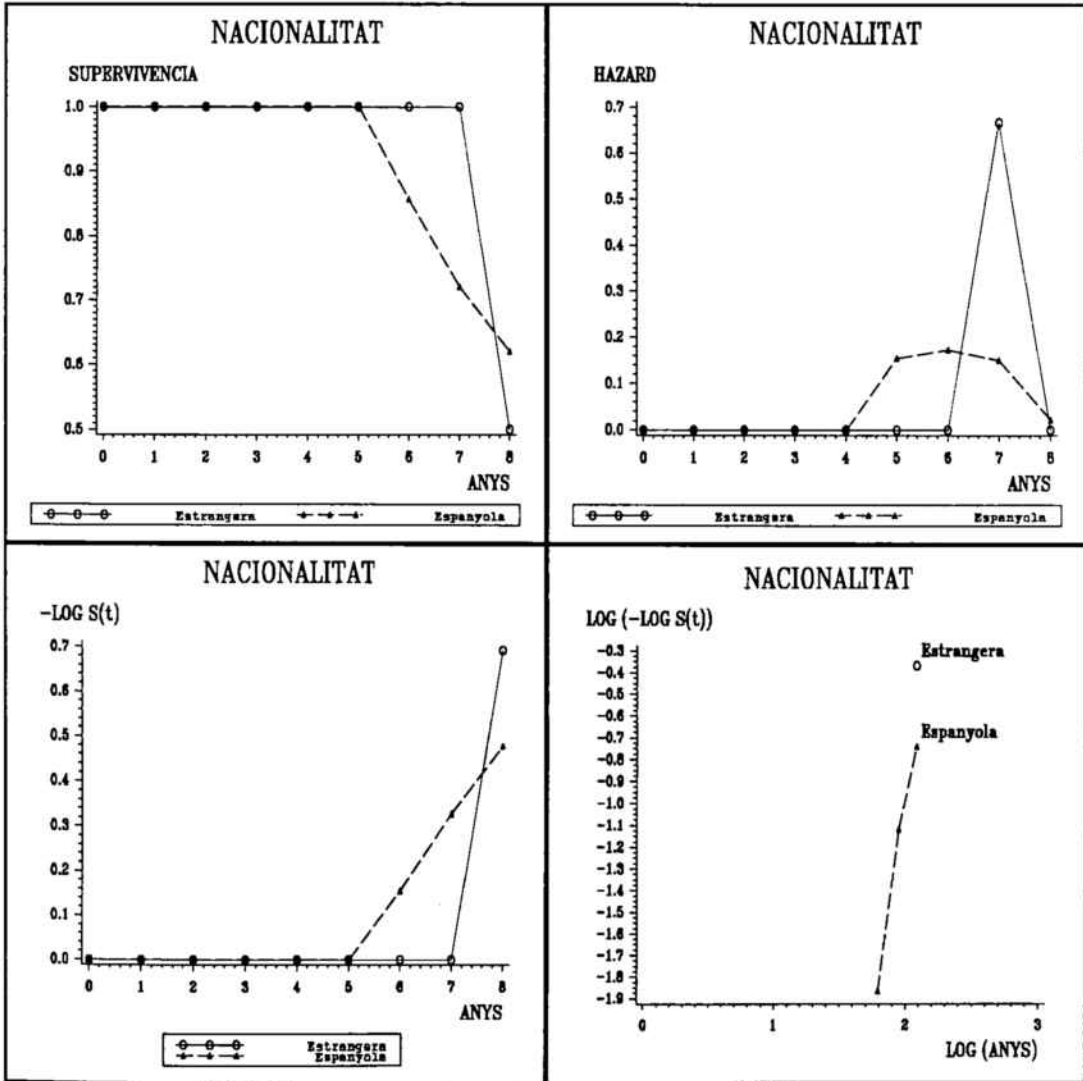 NACIONALITAT
SUPERVIVENCIA
1.0
0.9
0.8
0.7
0.6
0.5
0 1 2 3 4 5 6 7 8
ANYS
Estrangera Espanyola
NACIONALITAT
HAZARD
0.7
0.6
0.5
0.4
0.3
0.2
0.1
0.0
0 1 2 3 4 5 6 7 8
ANYS
Estrangera Espanyola
NACIONALITAT
-LOG S(t)
0.7
0.6
0.5
0.4
0.3
0.2
0.1
0.0
0 1 2 3 4 5 6 7 8
ANYS
Estrangera
Espanyola
NACIONALITAT
LOG (-LOG S(t))
-0.3 Estrangera
-0.4
-0.5
-0.6
-0.7 Espanyola
-0.8
-0.9
-1.0
-1.1
-1.2
-1.3
-1.4
-1.5
-1.6
-1.7
-1.8
-1.9
0 1 2 3
LOG (ANYS)